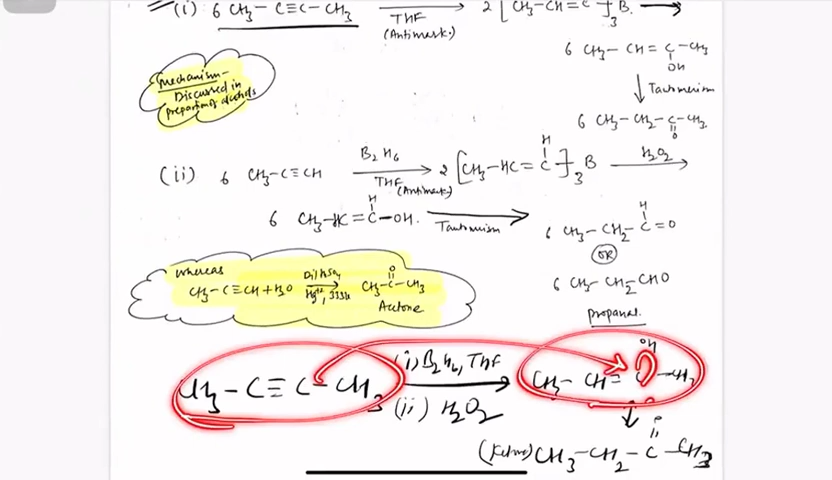 (i) 6 CH3 – C≡C – CH3 THF (Antimark.) 2 [CH3–CH=C ]3 B.
6 CH3 – CH = C –CH3
OH
Tautomerism
6 CH3 – CH2 – C –CH3
O
Mechanism –
Discussed in
preparation of alcohols
(ii) 6 CH3–C≡CH B2H6 THF (Antimark) 2 [CH3–HC= C ]3 B H2O2
H
6 CH3–HC=C–OH. Tautomerism
H
6 CH3–CH2–C=O
H
OR
6 CH3–CH2–CHO
propanal.
whereas
CH3–C≡CH+H2O Dil H2SO4 Hg+2, 333k CH3–C–CH3
O
Acetone
CH3–C≡C–CH3 (i) B2H6, THF CH3– CH= C –CH3
OH
(ii) H2O2
(Ketone) CH3–CH2–C–CH3
O